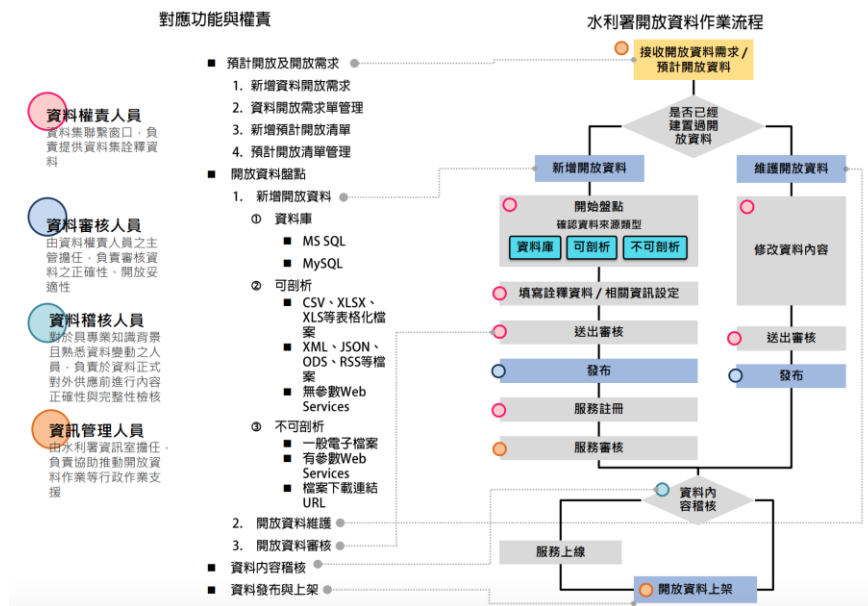 對應功能與權責
水利署開放資料作業流程
資料權責人員
資料集聯繫窗口，負
責提供資料集詮釋資
料
資料審核人員
由資料權責人員之主
管擔任，負責審核資
料之正確性、開放妥
適性
資料稽核人員
對於具專業知識背景
且熟悉資料變動之人
員，負責於資料正式
對外供應前進行內容
正確性與完整性檢核
資訊管理人員
由水利署資訊室擔任，
負責協助推動開放資
料作業等行政作業支
援
■ 預計開放及開放需求
1. 新增資料開放需求
2. 資料開放需求單管理
3. 新增預計開放清單
4. 預計開放清單管理
■ 開放資料盤點
1. 新增開放資料
① 資料庫
■ MS SQL
■ MySQL
② 可剖析
■ CSV、XLSX、
XLS等表格化檔
案
■ XML、JSON、
ODS、RSS等檔
案
■ 無參數Web
Services
③ 不可剖析
■ 一般電子檔案
■ 有參數Web
Services
■ 檔案下載連結
URL
2. 開放資料維護
3. 開放資料審核
■ 資料內容稽核
■ 資料發布與上架
接收開放資料需求/
預計開放資料
是否已經
建置過開
放資料
新增開放資料
開始盤點
確認資料來源類型
資料庫 可剖析 不可剖析
填寫詮釋資料/相關資訊設定
送出審核
發布
服務註冊
服務審核
維護開放資料
修改資料內容
送出審核
發布
資料內
容稽核
服務上線
開放資料上架